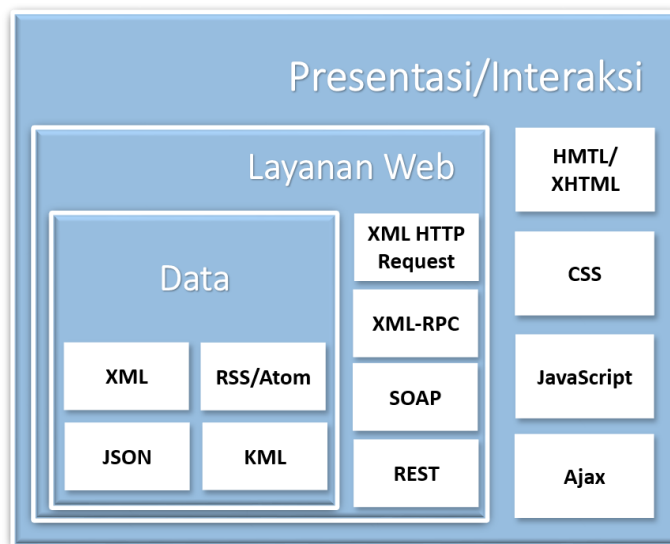 Presentasi/Interaksi
Layanan Web
Data
XML
RSS/Atom
JSON
KML
XML HTTP
Request
XML-RPC
SOAP
REST
HMTL/
XHTML
CSS
JavaScript
Ajax